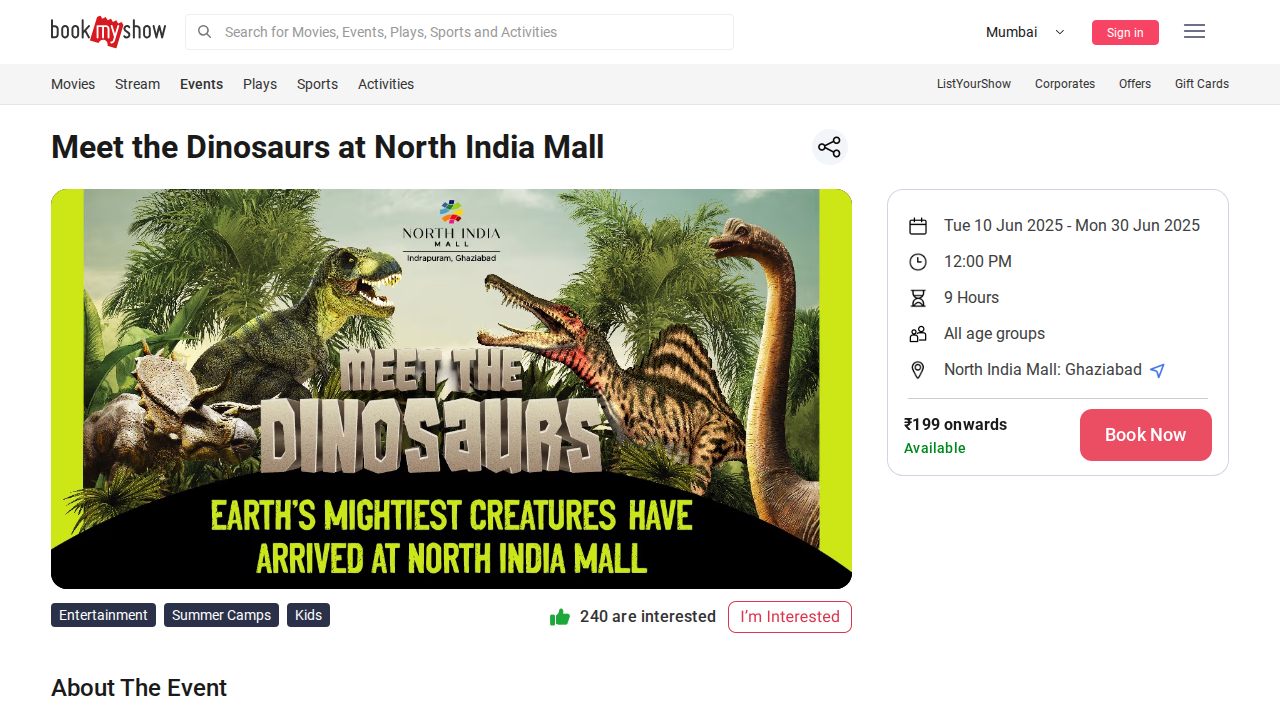 bookmyshow
Search for Movies, Events, Plays, Sports and Activities
Mumbai
Sign in
Movies Stream Events Plays Sports Activities
ListYourShow Corporates Offers Gift Cards
Meet the Dinosaurs at North India Mall
NORTH INDIA
MALL
Indrapuram, Ghaziabad
MEET THE
DINOSAURS
EARTH'S MIGHTIEST CREATURES HAVE
ARRIVED AT NORTH INDIA MALL
Tue 10 Jun 2025 - Mon 30 Jun 2025
12:00 PM
9 Hours
All age groups
North India Mall: Ghaziabad
₹199 onwards
Available
Book Now
Entertainment Summer Camps Kids
240 are interested
I'm Interested
About The Event